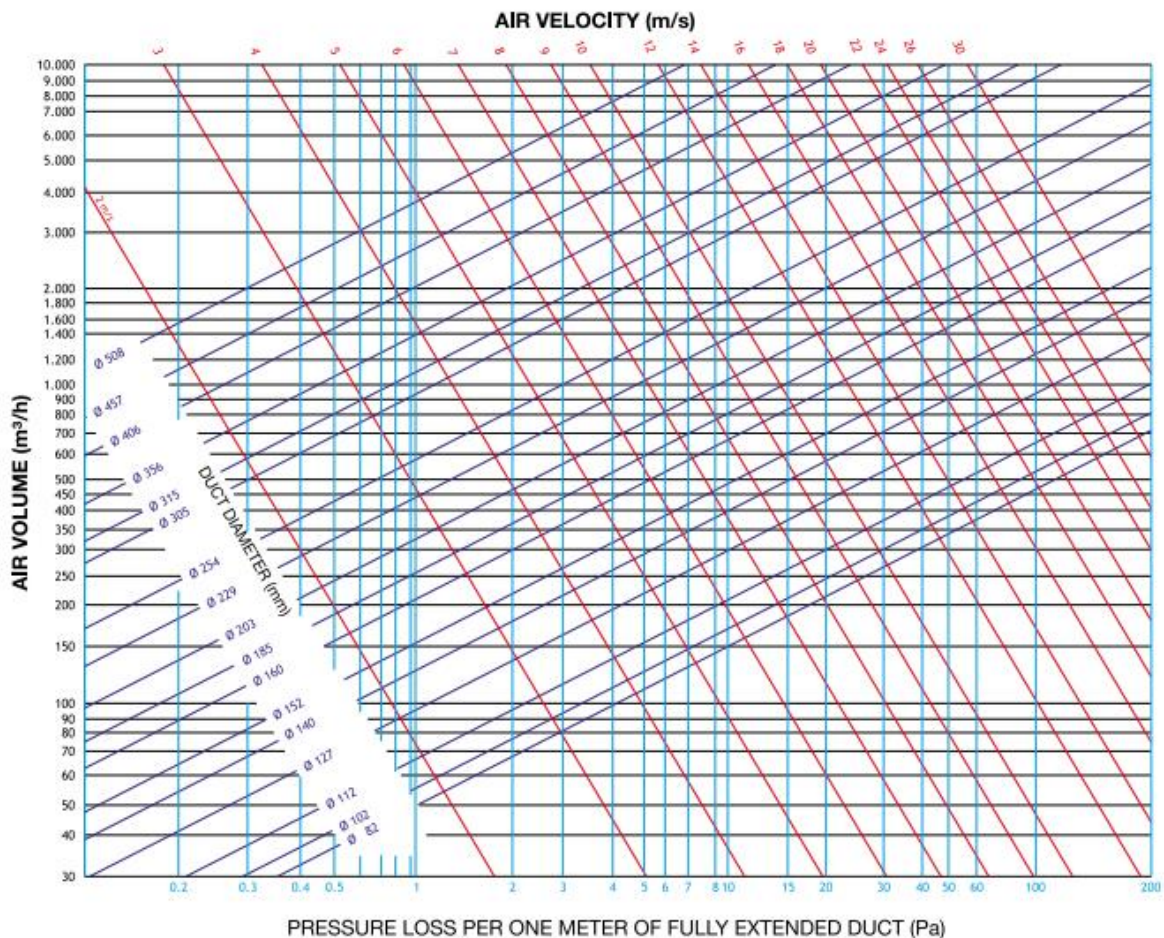 AIR VELOCITY (m/s)
3 4 5 6 7 8 9 10 12 14 16 18 20 22 24 26 30
10.000
9.000
8.000
7.000
6.000
5.000
4.000
3.000
2.000
1.800
1.600
1.400
1.200
1.000
900
800
700
600
500
450
400
350
300
250
200
150
100
90
80
70
60
50
40
30
AIR VOLUME (m³/h)
2 m/s
Ø 508
Ø 457
Ø 406
Ø 356
Ø 315
Ø 305
Ø 254
Ø 229
Ø 203
Ø 185
Ø 160
Ø 152
Ø 140
Ø 127
Ø 112
Ø 102
Ø 82
DUCT DIAMETER (mm)
0.2 0.3 0.4 0.5 1 2 3 4 5 6 7 8 10 15 20 30 40 50 60 100 200
PRESSURE LOSS PER ONE METER OF FULLY EXTENDED DUCT (Pa)